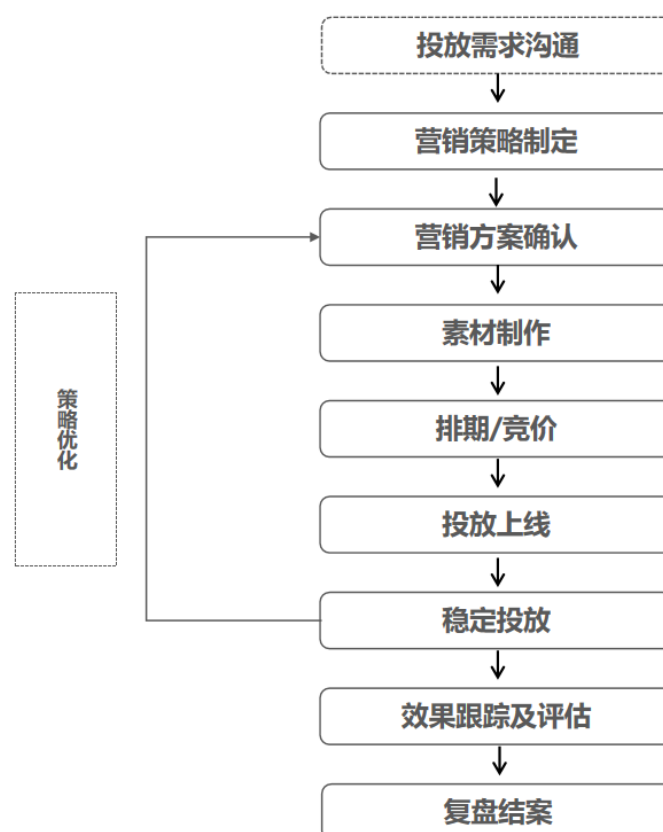 投放需求沟通
营销策略制定
营销方案确认
素材制作
排期/竞价
投放上线
稳定投放
效果跟踪及评估
复盘结案
策略优化